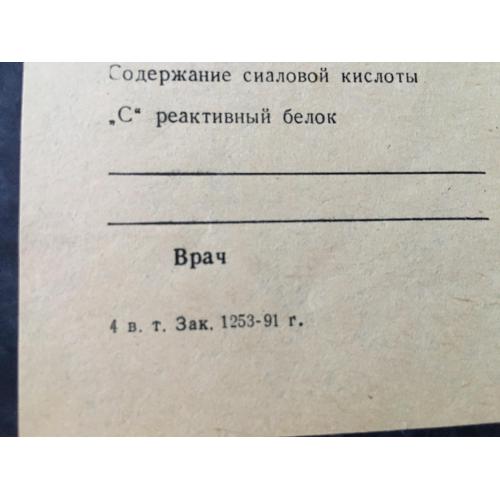 Содержание сиаловой кислоты
„С“ реактивный белок
Врач
4 в. т. Зак. 1253-91 г.